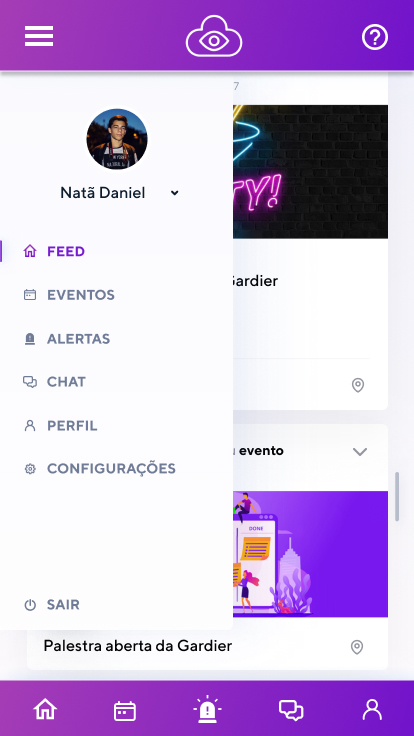 7
Natã Daniel
TY!
FEED
Gardier
EVENTOS
ALERTAS
CHAT
PERFIL
evento
CONFIGURAÇÕES
DONE
SAIR
Palestra aberta da Gardier